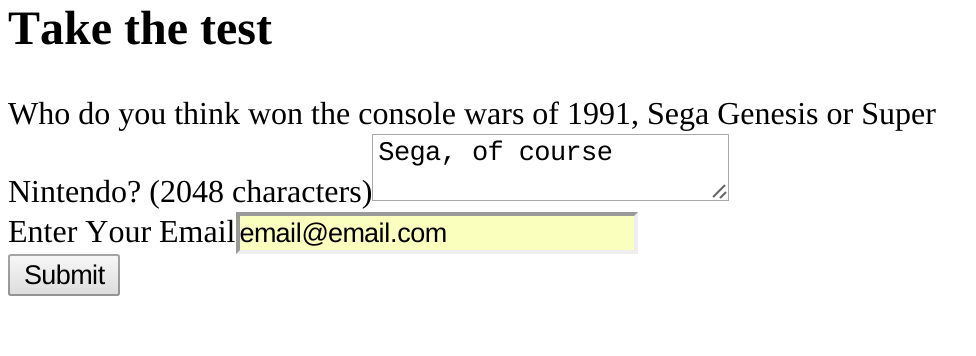 Take the test
Who do you think won the console wars of 1991, Sega Genesis or Super
Nintendo? (2048 characters) Sega, of course
Enter Your Email email@email.com
Submit